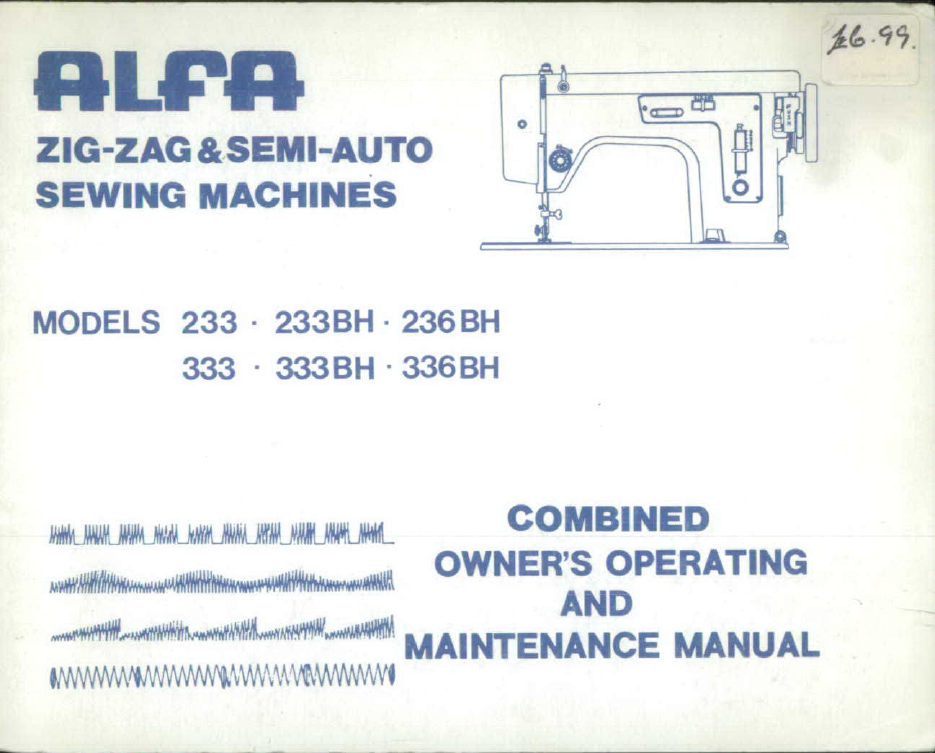 £6.99.
ALFA
ZIG-ZAG & SEMI-AUTO
SEWING MACHINES
MODELS 233 · 233BH · 236BH
333 · 333BH · 336BH
COMBINED
OWNER'S OPERATING
AND
MAINTENANCE MANUAL